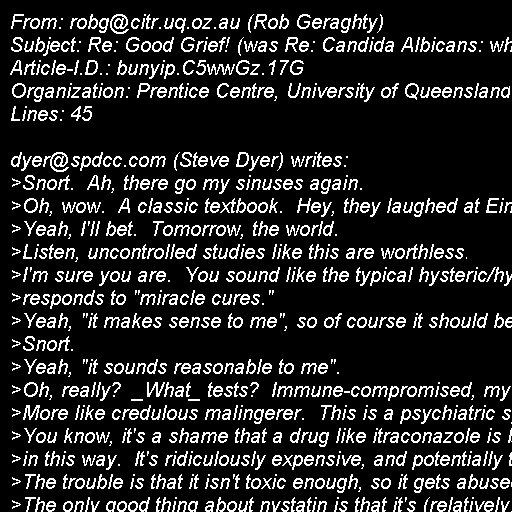 From: robg@citr.uq.oz.au (Rob Geraghty)
Subject: Re: Good Grief! (was Re: Candida Albicans: wh
Article-I.D.: bunyip.C5wwGz.17G
Organization: Prentice Centre, University of Queensland
Lines: 45

dyer@spdcc.com (Steve Dyer) writes:
>Snort.  Ah, there go my sinuses again.
>Oh, wow.  A classic textbook.  Hey, they laughed at Ein
>Yeah, I'll bet.  Tomorrow, the world.
>Listen, uncontrolled studies like this are worthless.
>I'm sure you are.  You sound like the typical hysteric/hy
>responds to "miracle cures."
>Yeah, "it makes sense to me", so of course it should be
>Snort.
>Yeah, "it sounds reasonable to me".
>Oh, really?  _What_ tests?  Immune-compromised, my
>More like credulous malingerer.  This is a psychiatric s
>You know, it's a shame that a drug like itraconazole is
>in this way.  It's ridiculously expensive, and potentially t
>The trouble is that it isn't toxic enough, so it gets abuse
>The only good thing about nystatin is that it's (relatively